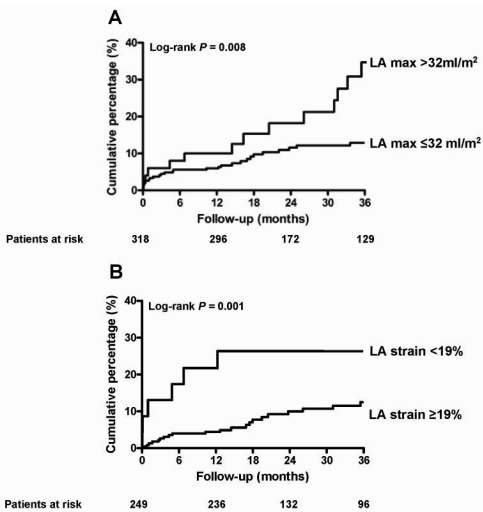 A
Log-rank P = 0.008
Cumulative percentage (%)
40
30
20
10
0
LA max >32ml/m²
LA max ≤32 ml/m²
0 6 12 18 24 30 36
Follow-up (months)
Patients at risk 318 296 172 129
B
Log-rank P = 0.001
Cumulative percentage (%)
40
30
20
10
0
LA strain <19%
LA strain ≥19%
0 6 12 18 24 30 36
Follow-up (months)
Patients at risk 249 236 132 96